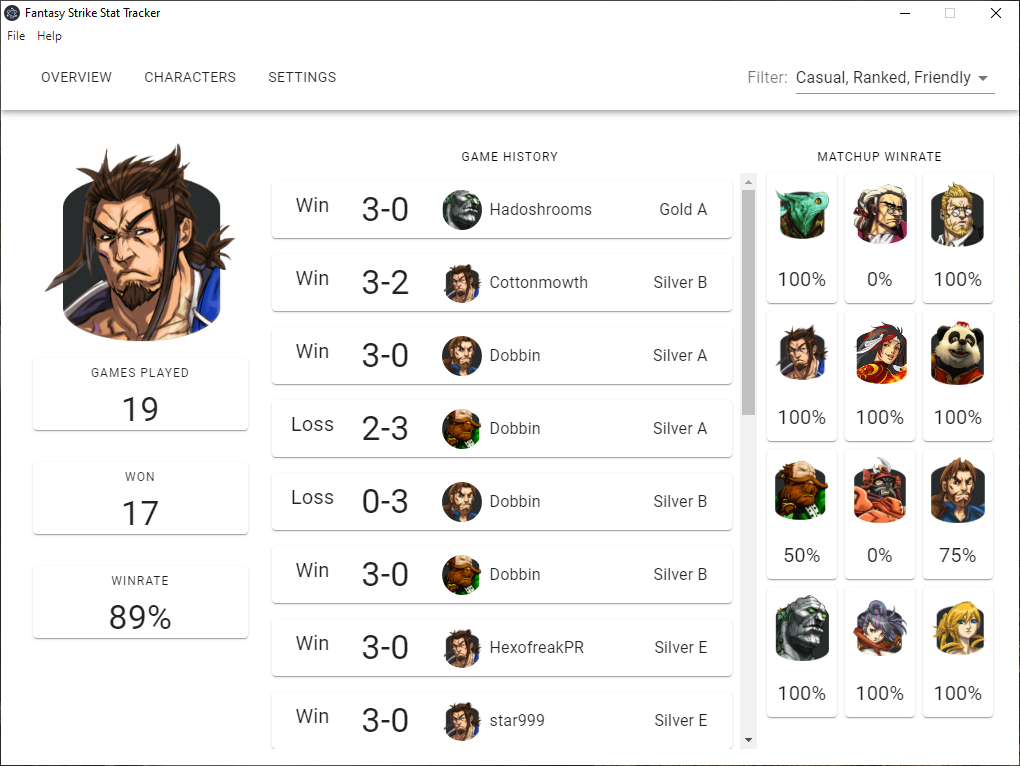 Fantasy Strike Stat Tracker
File Help
OVERVIEW CHARACTERS SETTINGS Filter: Casual, Ranked, Friendly
GAMES PLAYED
19
WON
17
WINRATE
89%
GAME HISTORY
Win 3-0 Hadoshrooms Gold A
Win 3-2 Cottonmowth Silver B
Win 3-0 Dobbin Silver A
Loss 2-3 Dobbin Silver A
Loss 0-3 Dobbin Silver B
Win 3-0 Dobbin Silver B
Win 3-0 HexofreakPR Silver E
Win 3-0 star999 Silver E
MATCHUP WINRATE
100% 0% 100%
100% 100% 100%
50% 0% 75%
100% 100% 100%